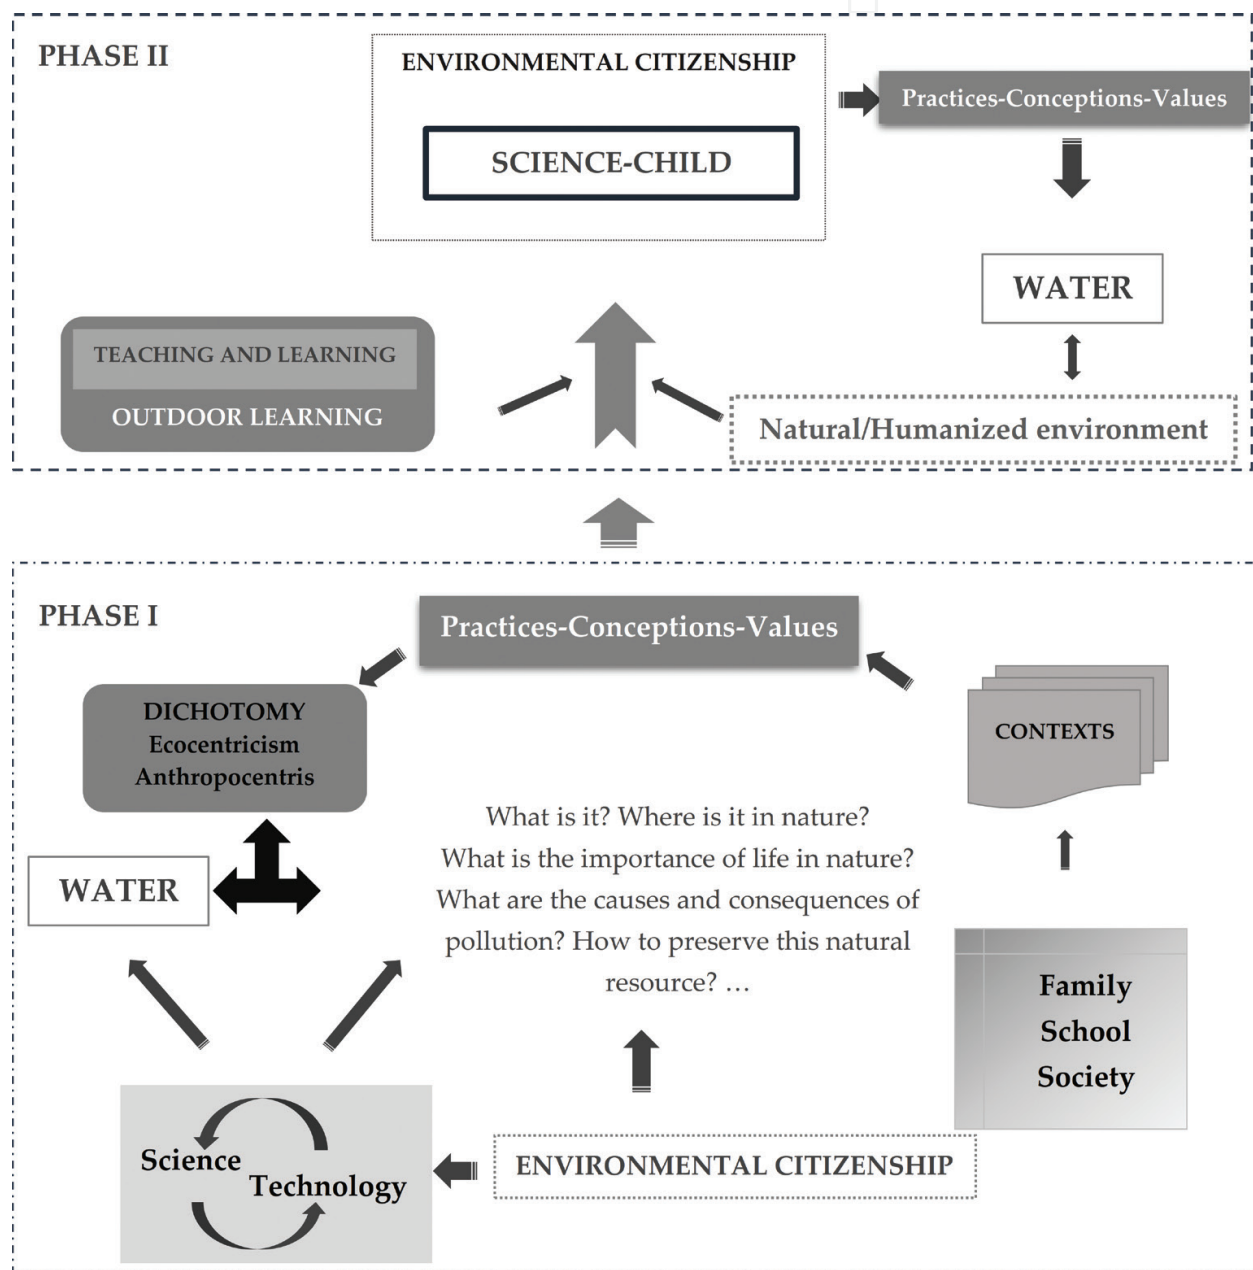 PHASE II
ENVIRONMENTAL CITIZENSHIP
SCIENCE-CHILD
Practices-Conceptions-Values
WATER
TEACHING AND LEARNING
OUTDOOR LEARNING
Natural/Humanized environment
PHASE I
Practices-Conceptions-Values
DICHOTOMY
Ecocentricism
Anthropocentris
CONTEXTS
What is it? Where is it in nature?
What is the importance of life in nature?
What are the causes and consequences of
pollution? How to preserve this natural
resource? …
WATER
Family
School
Society
Science
Technology
ENVIRONMENTAL CITIZENSHIP